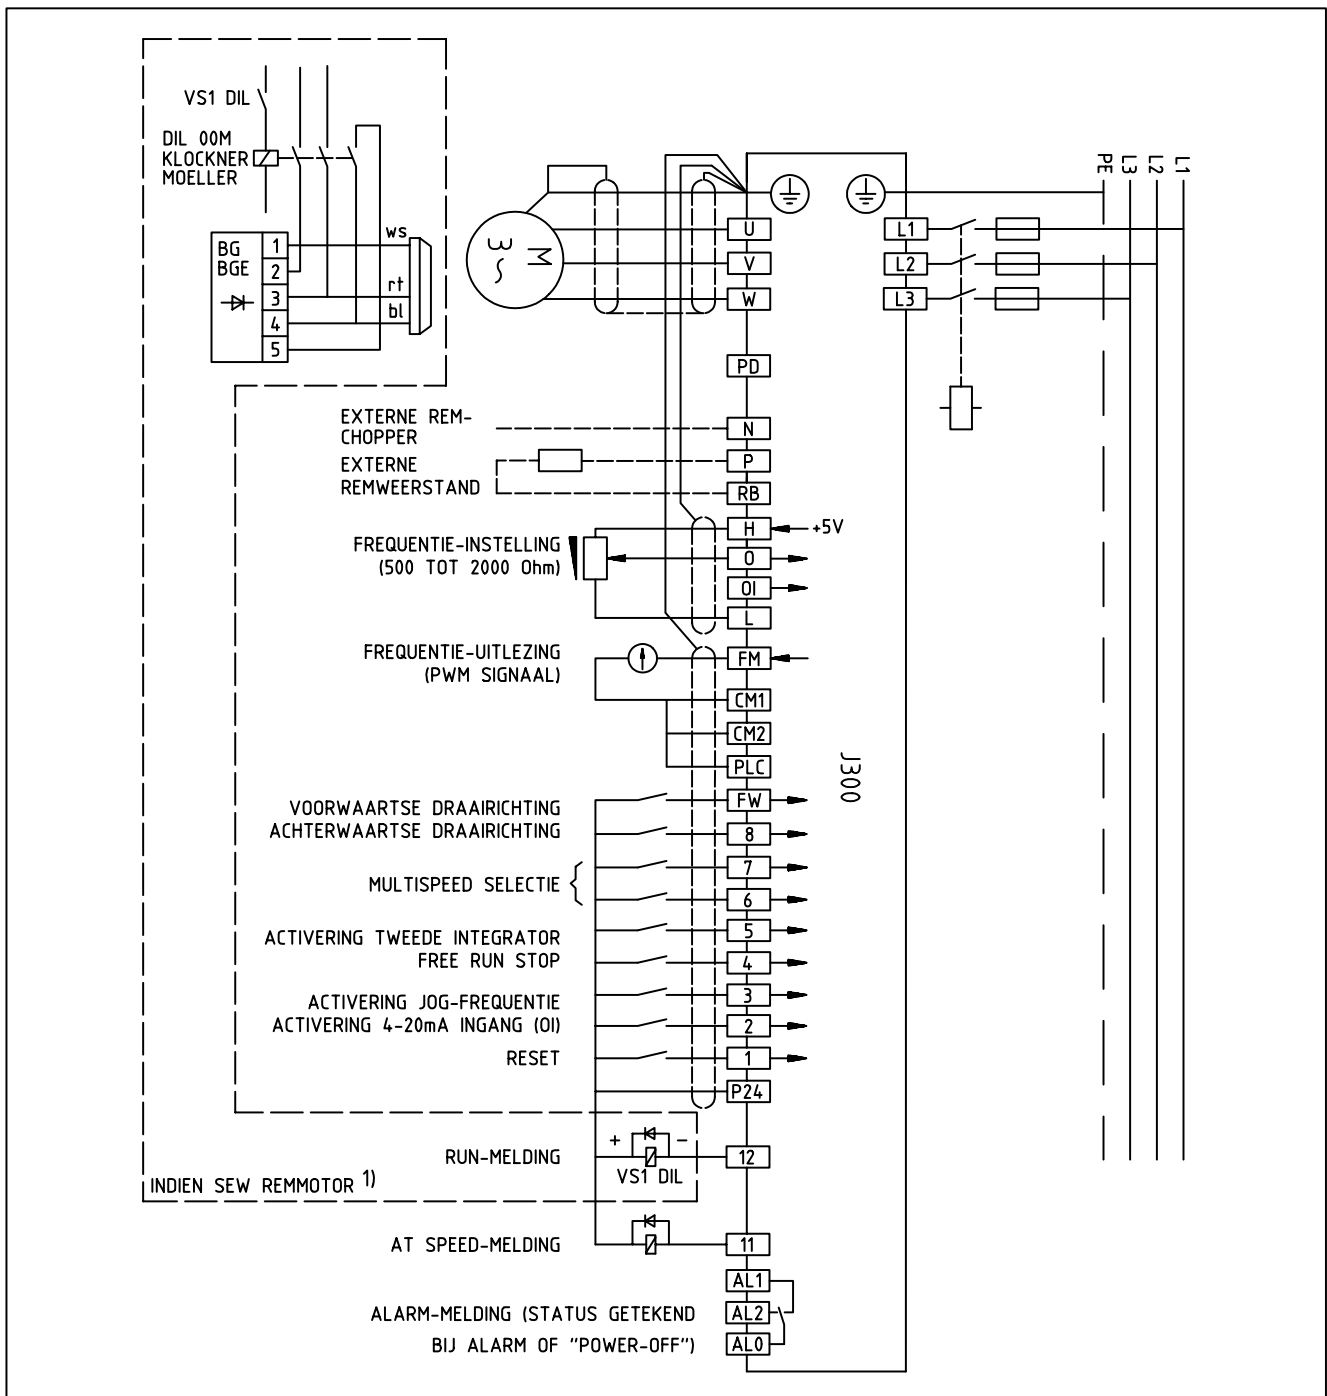 VS1 DIL
DIL 00M
KLOCKNER
MOELLER
BG
BGE
1
2
3
4
5
ws
rt
bl
M
3~
U
V
W
PD
L1
L2
L3
PE
L3
L2
L1
EXTERNE REM-
CHOPPER
N
EXTERNE
REMWEERSTAND
P
RB
FREQUENTIE-INSTELLING
(500 TOT 2000 Ohm)
H
+5V
O
OI
L
FREQUENTIE-UITLEZING
(PWM SIGNAAL)
FM
CM1
CM2
PLC
J300
VOORWAARTSE DRAAIRICHTING
FW
ACHTERWAARTSE DRAAIRICHTING
8
MULTISPEED SELECTIE
7
6
ACTIVERING TWEEDE INTEGRATOR
5
FREE RUN STOP
4
ACTIVERING JOG-FREQUENTIE
3
ACTIVERING 4-20mA INGANG (OI)
2
RESET
1
P24
RUN-MELDING
+ -
VS1 DIL
12
INDIEN SEW REMMOTOR 1)
AT SPEED-MELDING
11
AL1
ALARM-MELDING (STATUS GETEKEND
AL2
BIJ ALARM OF "POWER-OFF")
AL0